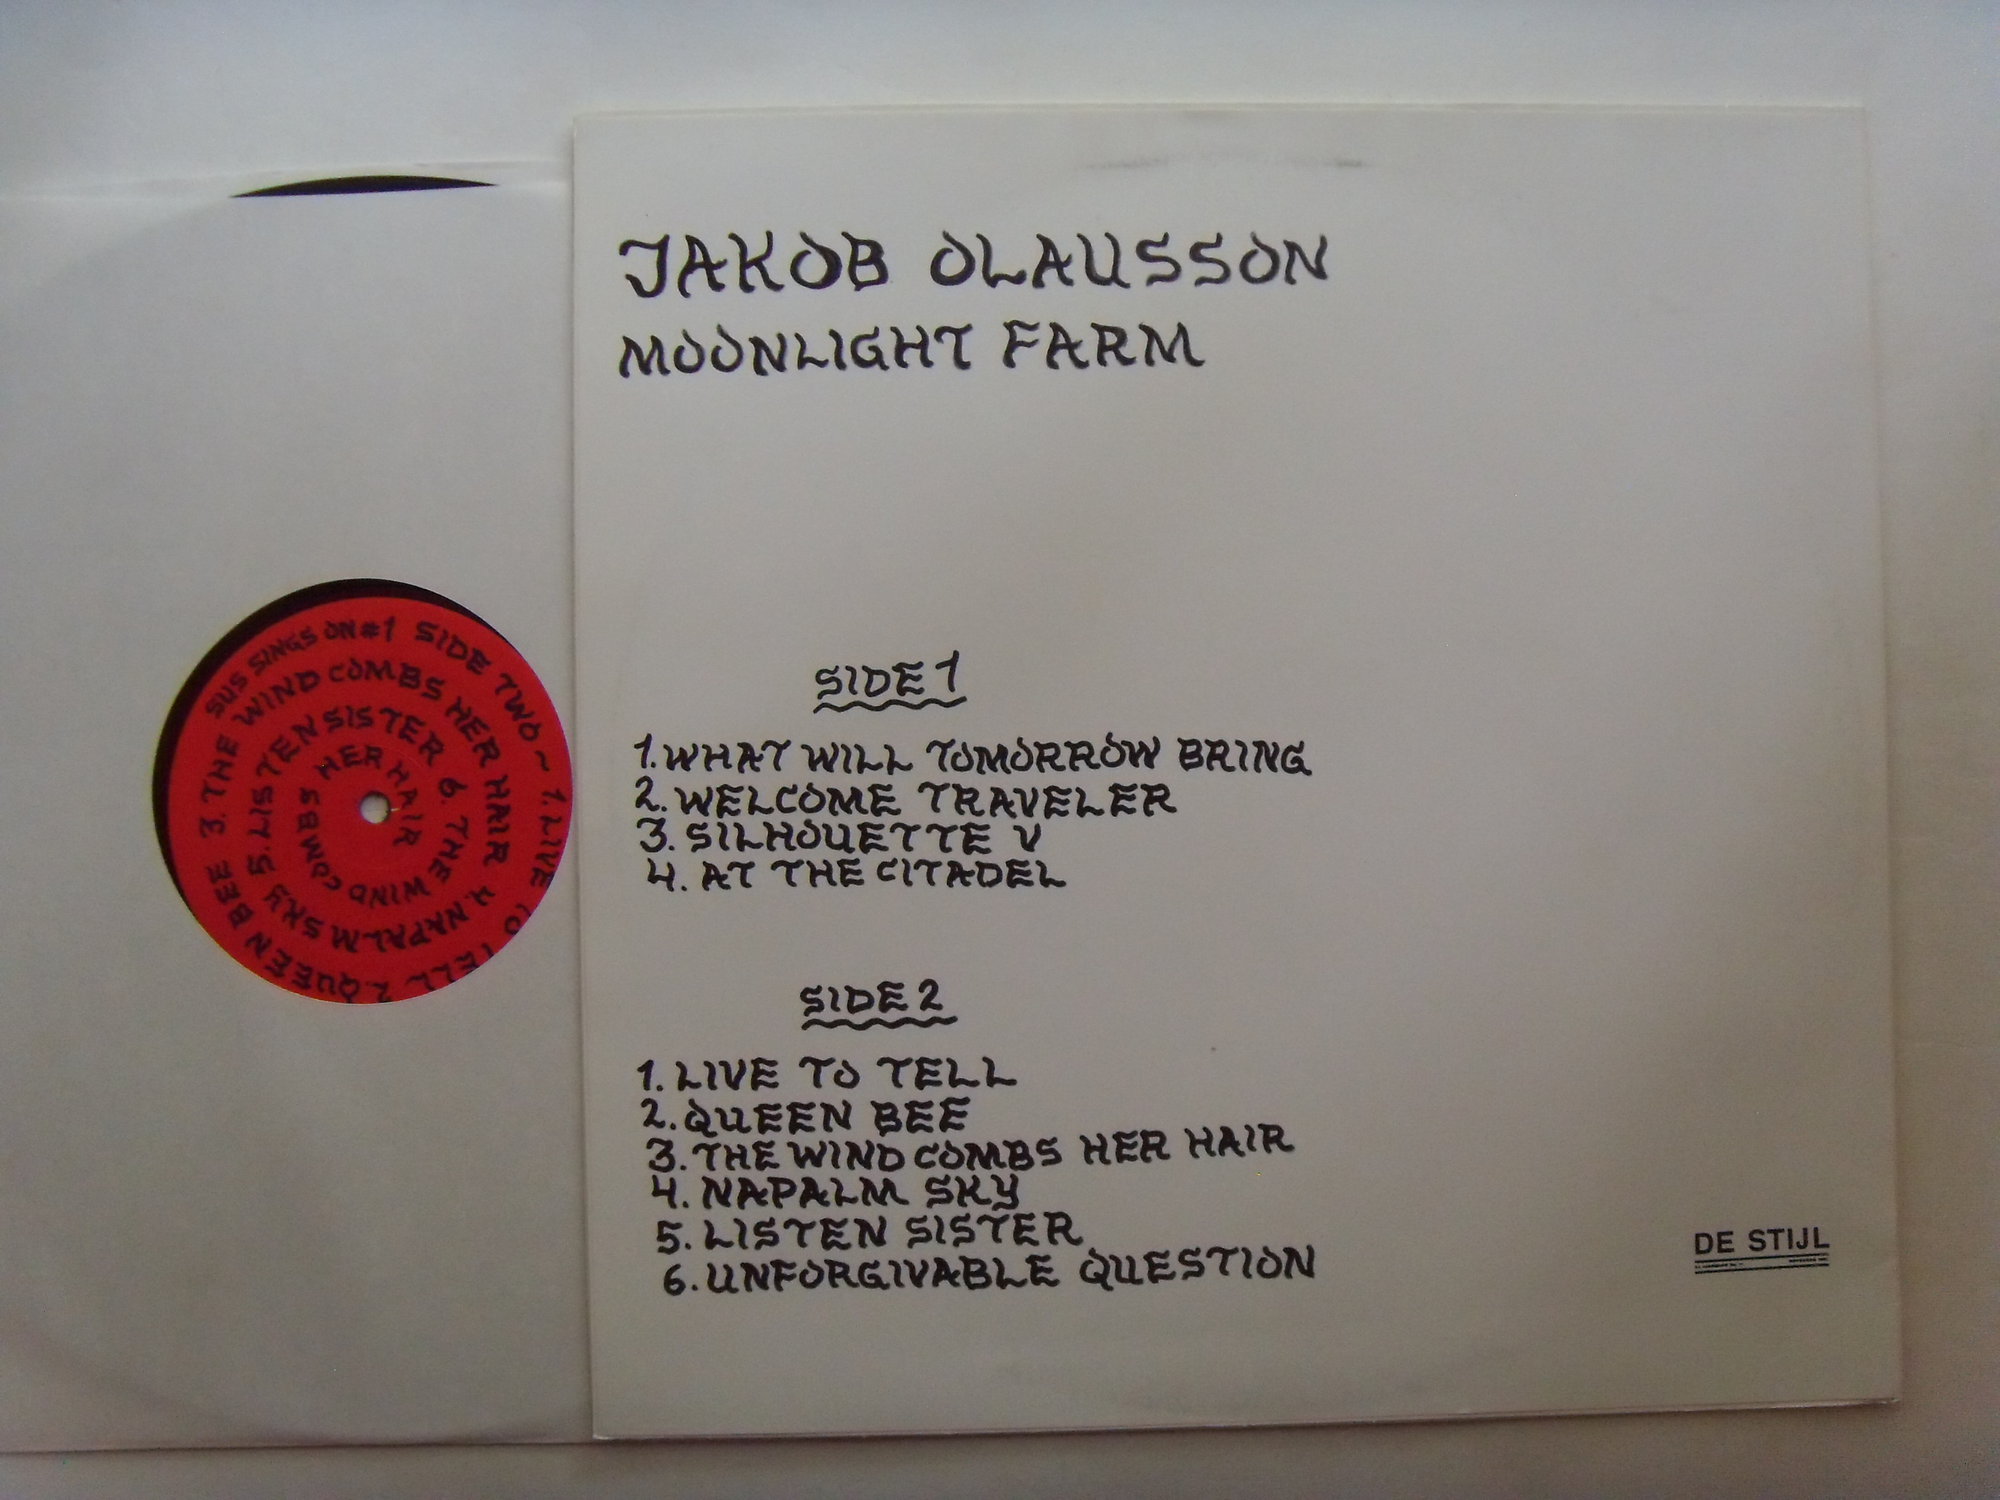 JAKOB OLAUSSON
MOONLIGHT FARM
SIDE 1
1. WHAT WILL TOMORROW BRING
2. WELCOME TRAVELER
3. SILHOUETTE V
4. AT THE CITADEL
SIDE 2
1. LIVE TO TELL
2. QUEEN BEE
3. THE WIND COMBS HER HAIR
4. NAPALM SKY
5. LISTEN SISTER
6. UNFORGIVABLE QUESTION
DE STIJL
SUS SINGS ON #1 SIDE TWO ~ 1. LIVE TO TELL 2. QUEEN BEE
3. THE WIND COMBS HER HAIR 4. NAPALM SKY
5. LISTEN SISTER 6. THE WIND COMBS HER HAIR